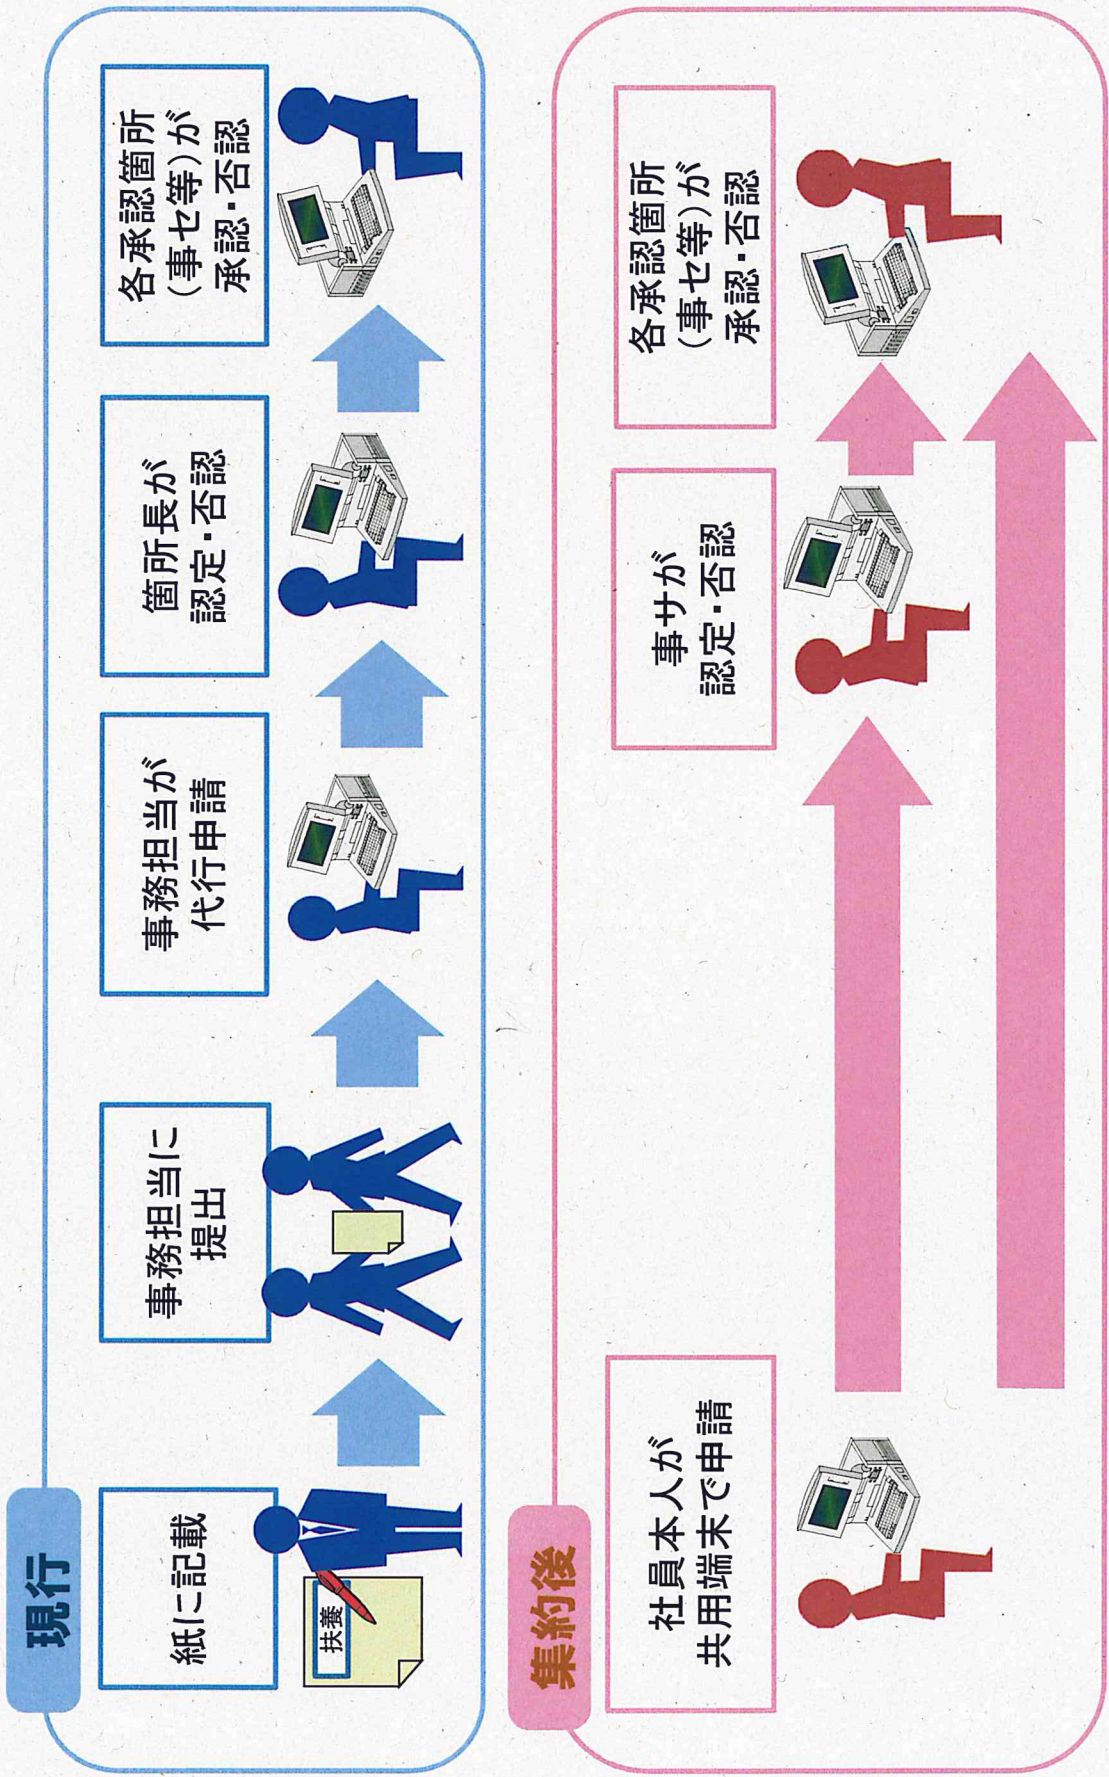 現行
紙に記載
扶養
事務担当に
提出
事務担当が
代行申請
箇所長が
認定・否認
各承認箇所
(事セ等)が
承認・否認
集約後
社員本人が
共用端末で申請
事サが
認定・否認
各承認箇所
(事セ等)が
承認・否認